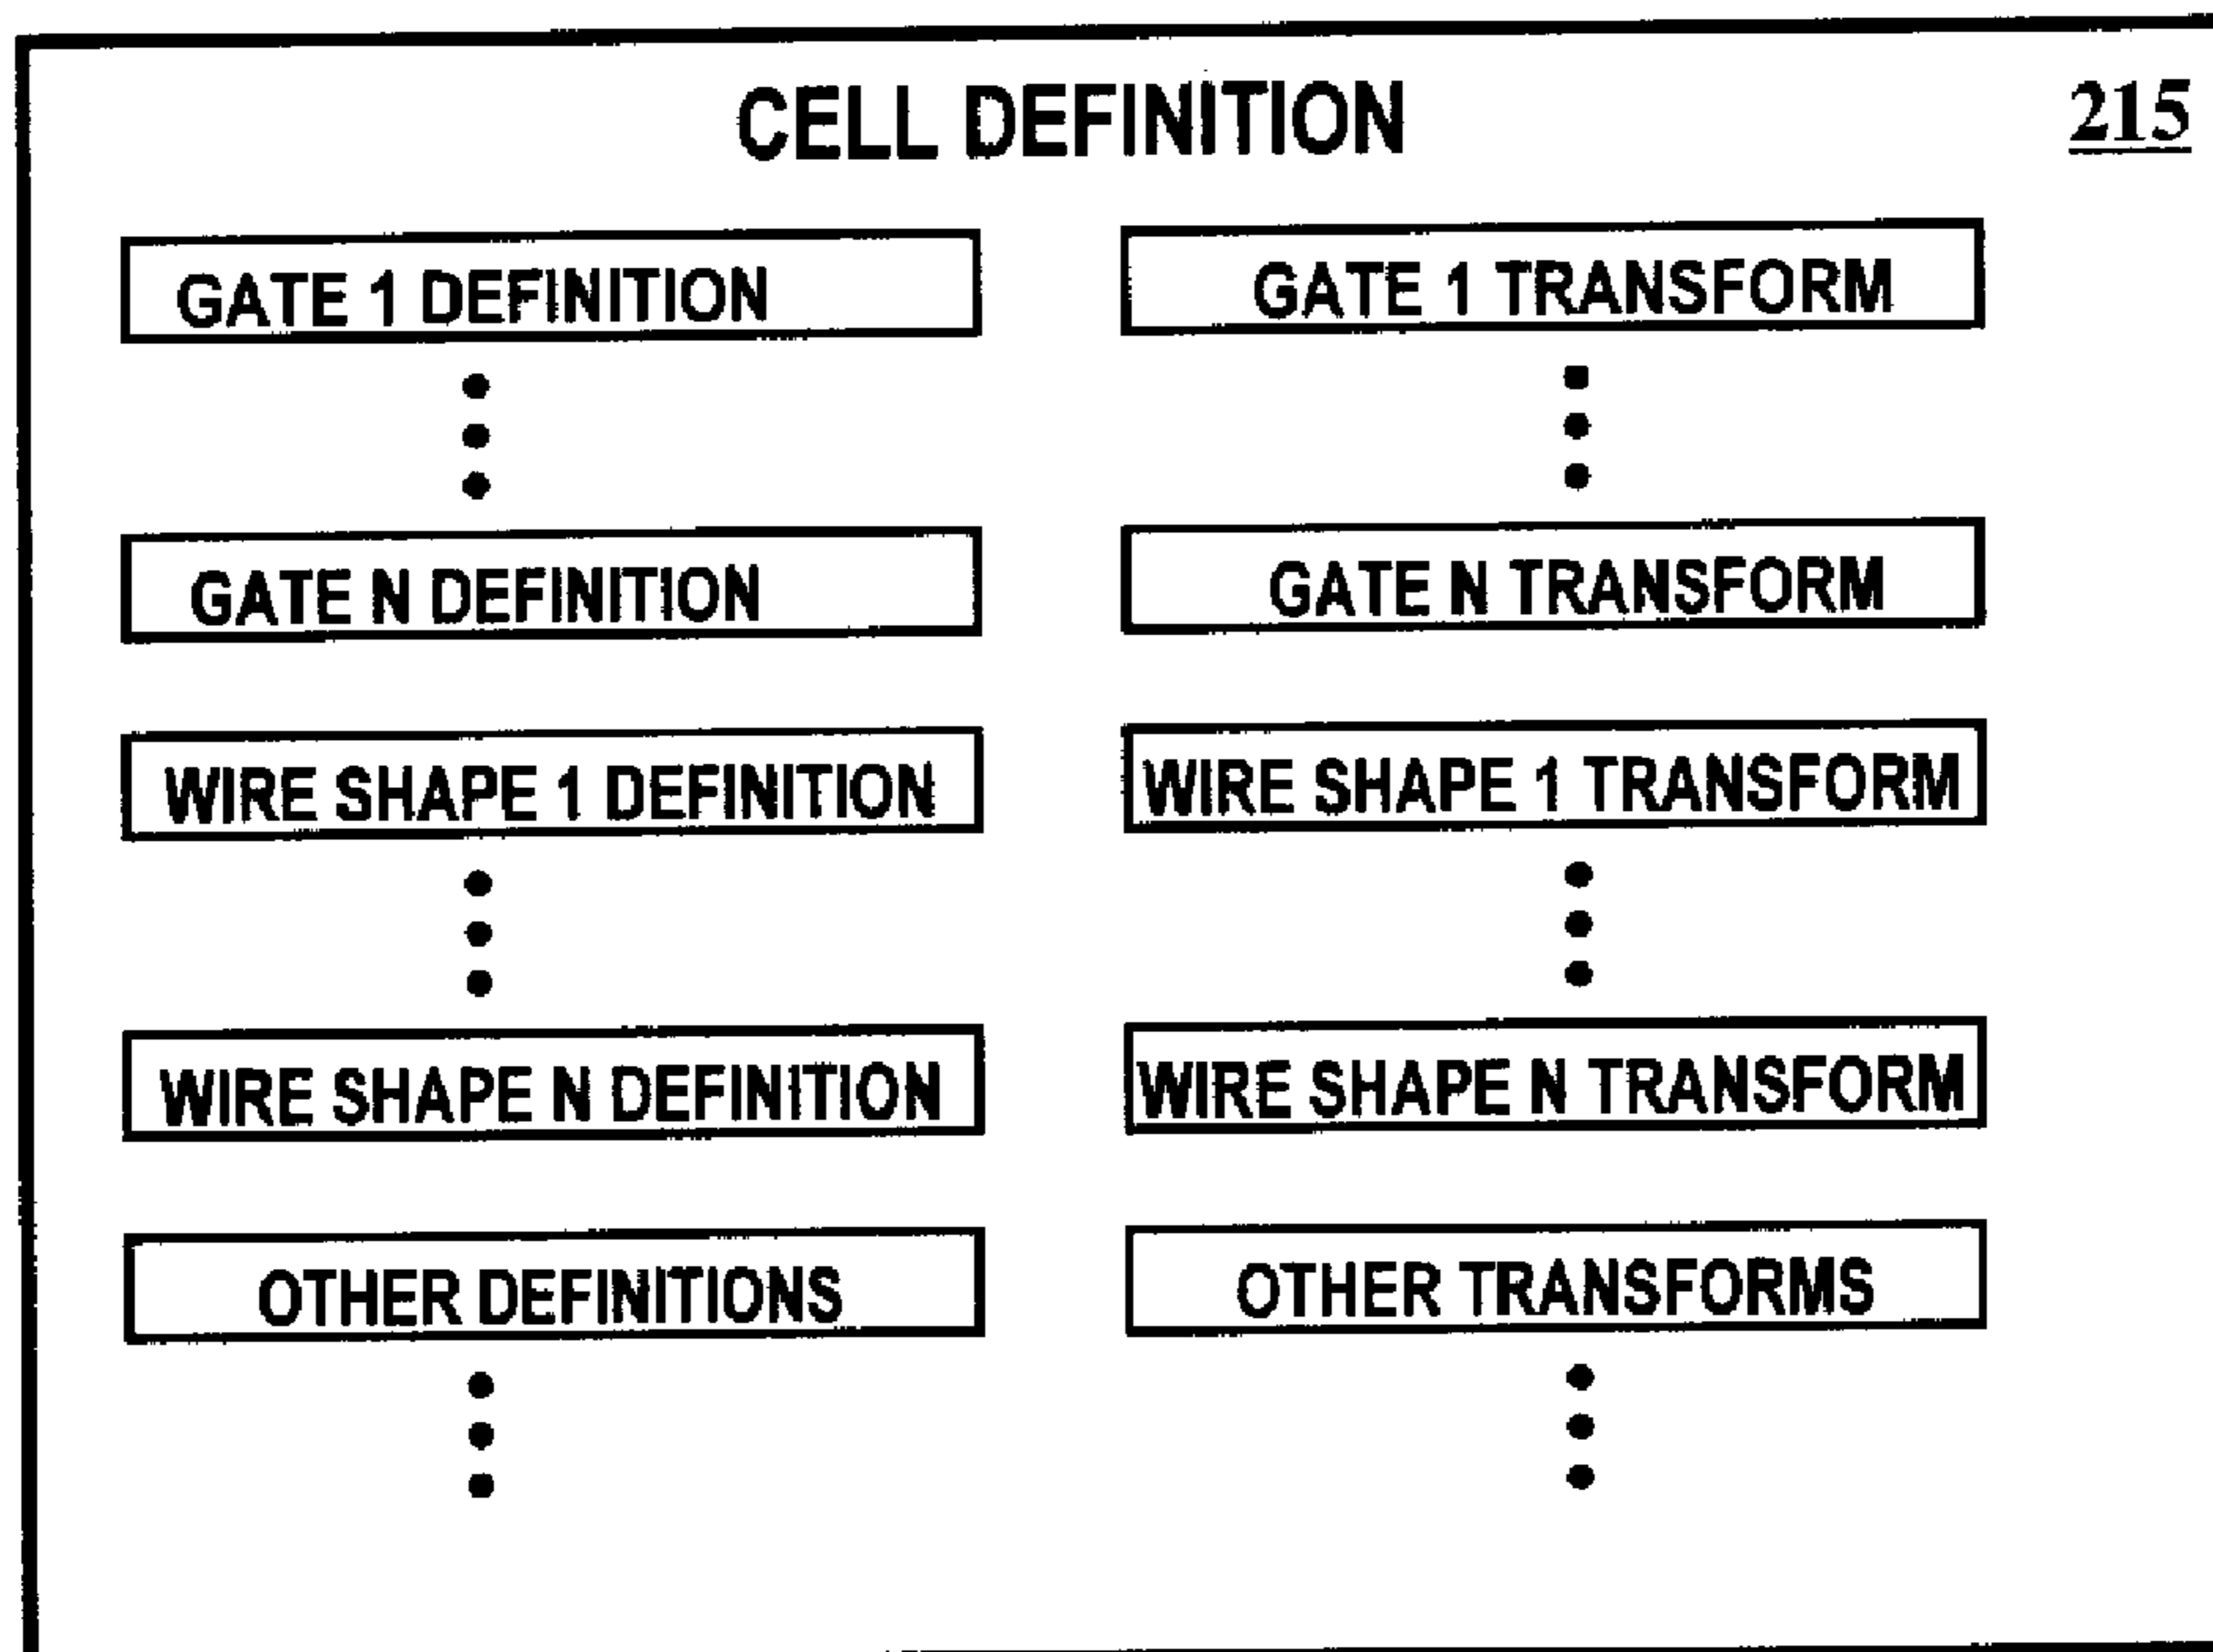 CELL DEFINITION 215
GATE 1 DEFINITION GATE 1 TRANSFORM
GATE N DEFINITION GATE N TRANSFORM
WIRE SHAPE 1 DEFINITION WIRE SHAPE 1 TRANSFORM
WIRE SHAPE N DEFINITION WIRE SHAPE N TRANSFORM
OTHER DEFINITIONS OTHER TRANSFORMS